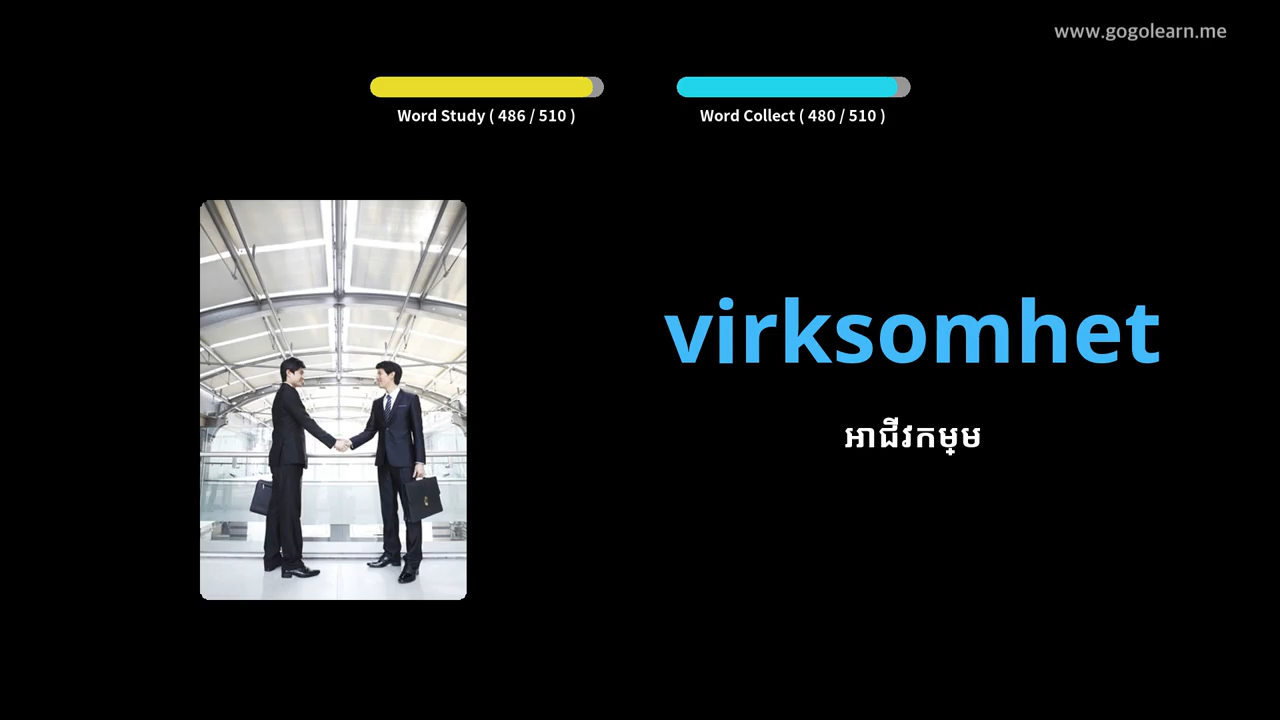 www.gogolearn.me
Word Study ( 486 / 510 )
Word Collect ( 480 / 510 )
virksomhet
អាជីវកម្ម